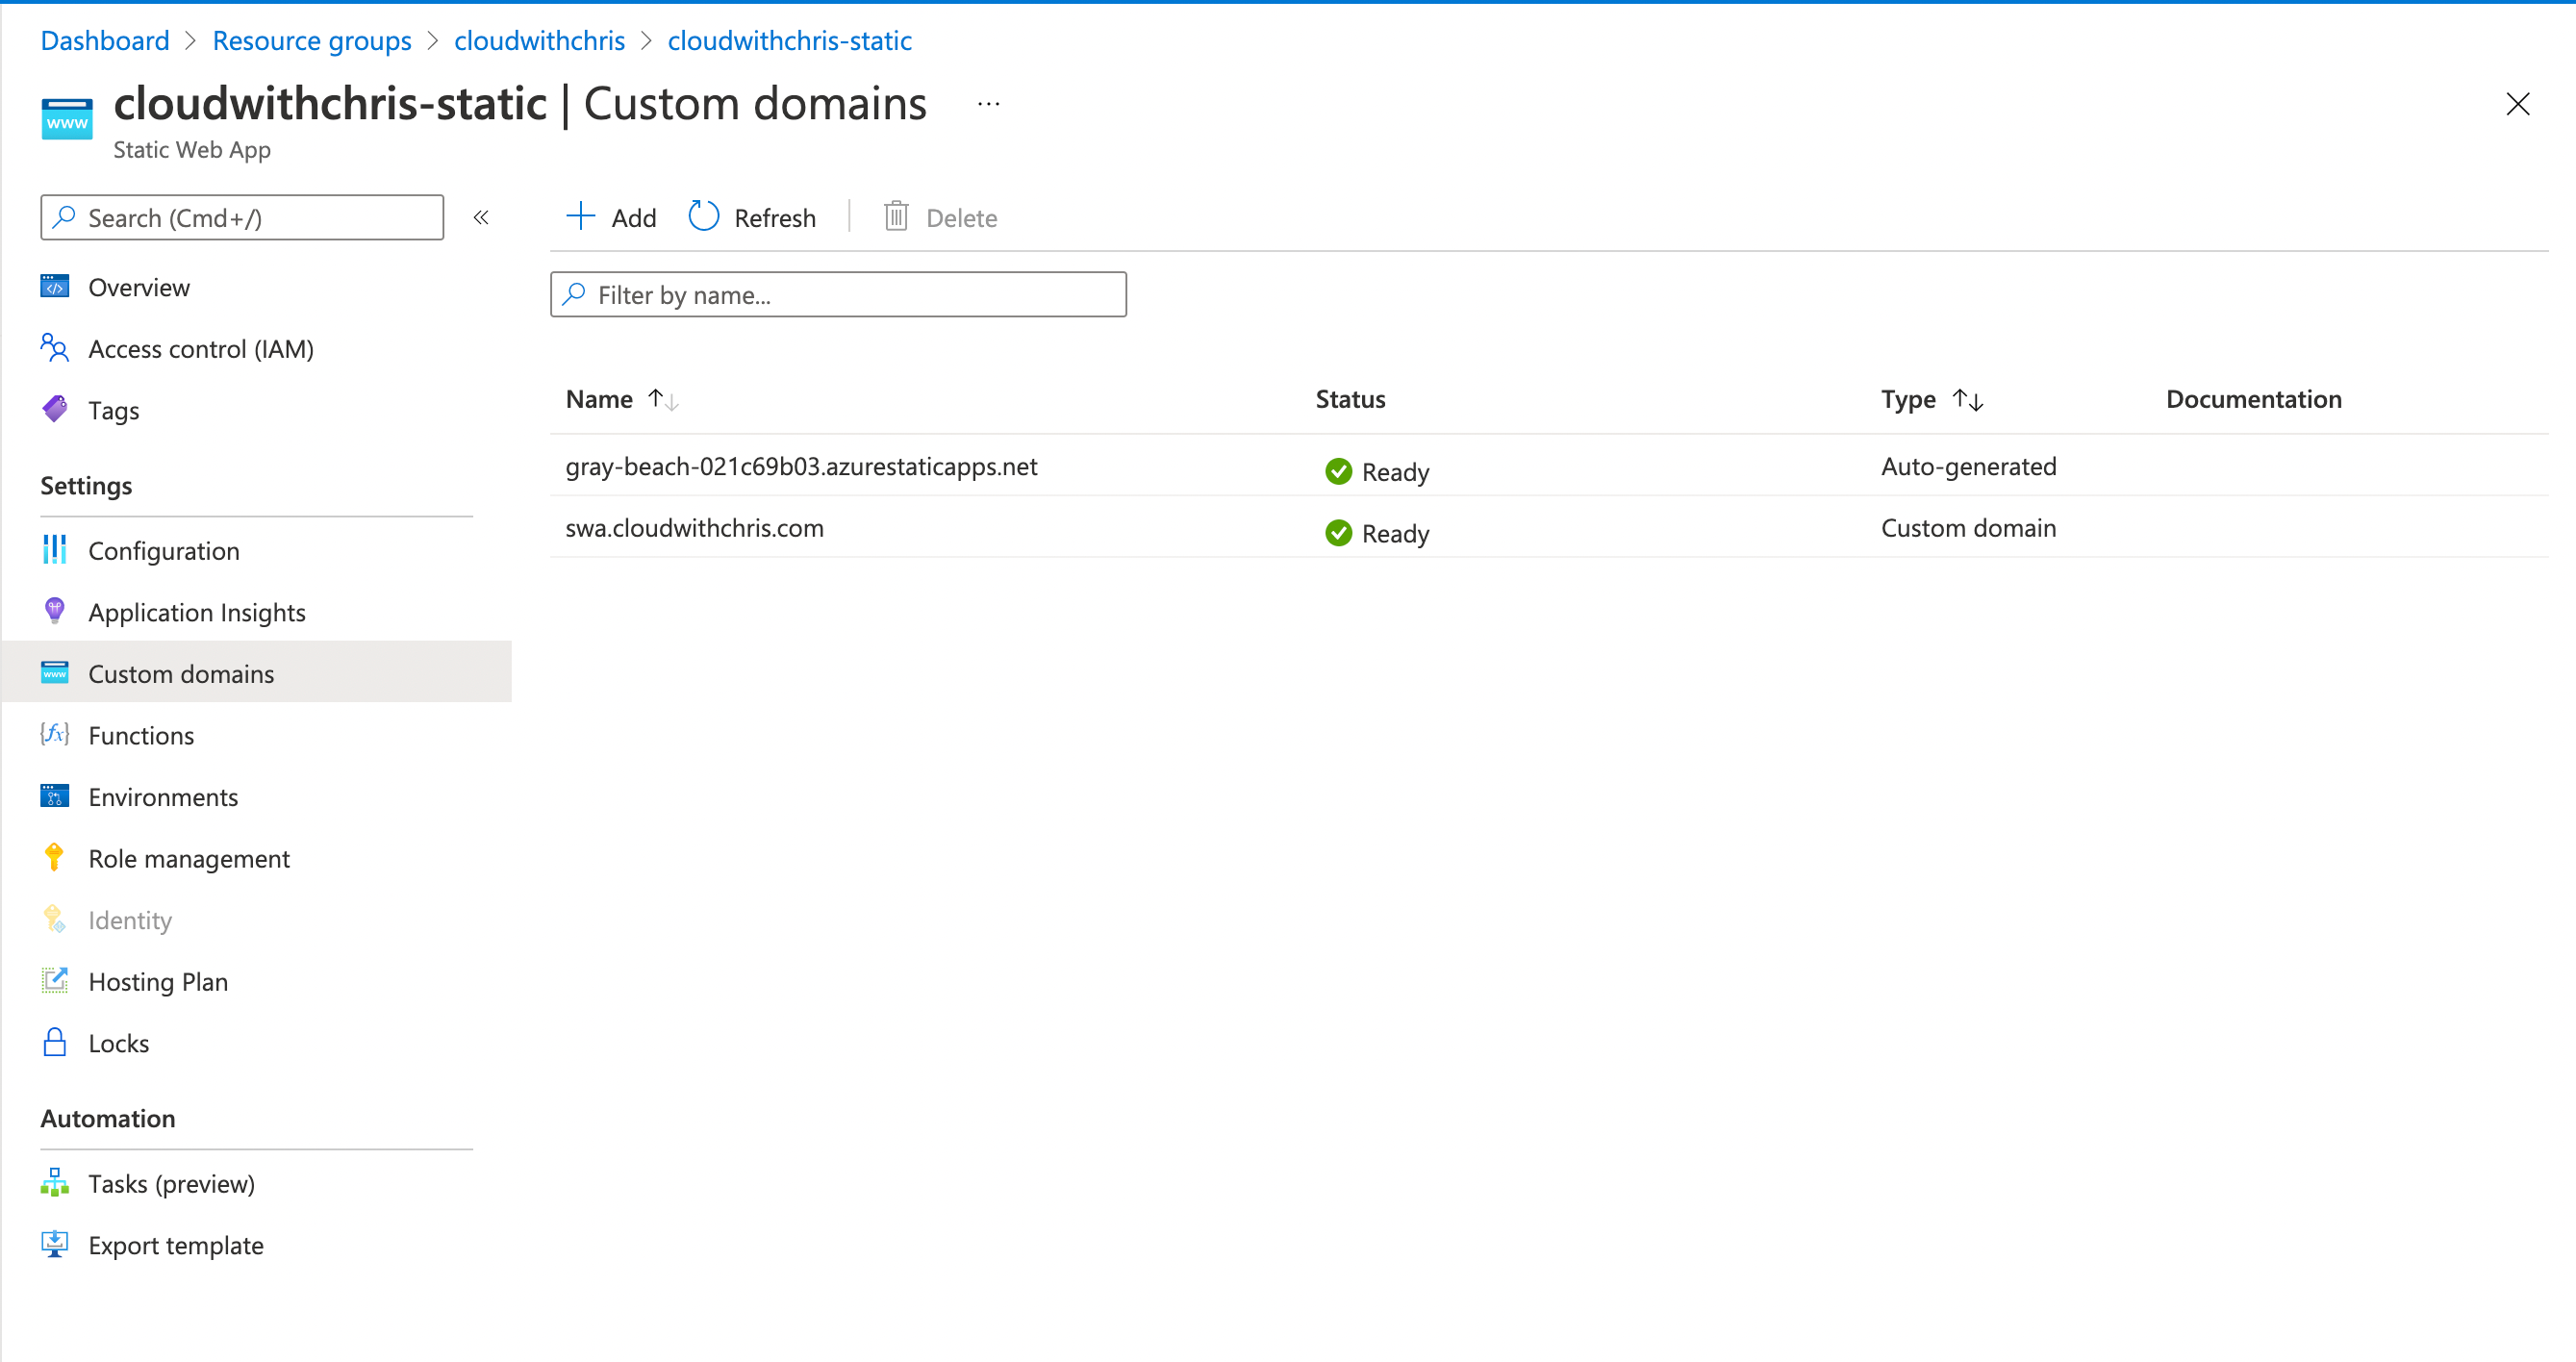 Dashboard > Resource groups > cloudwithchris > cloudwithchris-static
www
cloudwithchris-static | Custom domains ...
Static Web App
Search (Cmd+/) «
Overview
Access control (IAM)
Tags
Settings
Configuration
Application Insights
www Custom domains
Functions
Environments
Role management
Identity
Hosting Plan
Locks
Automation
Tasks (preview)
Export template
Add Refresh | Delete
Filter by name...
Name Status Type Documentation
gray-beach-021c69b03.azurestaticapps.net Ready Auto-generated
swa.cloudwithchris.com Ready Custom domain